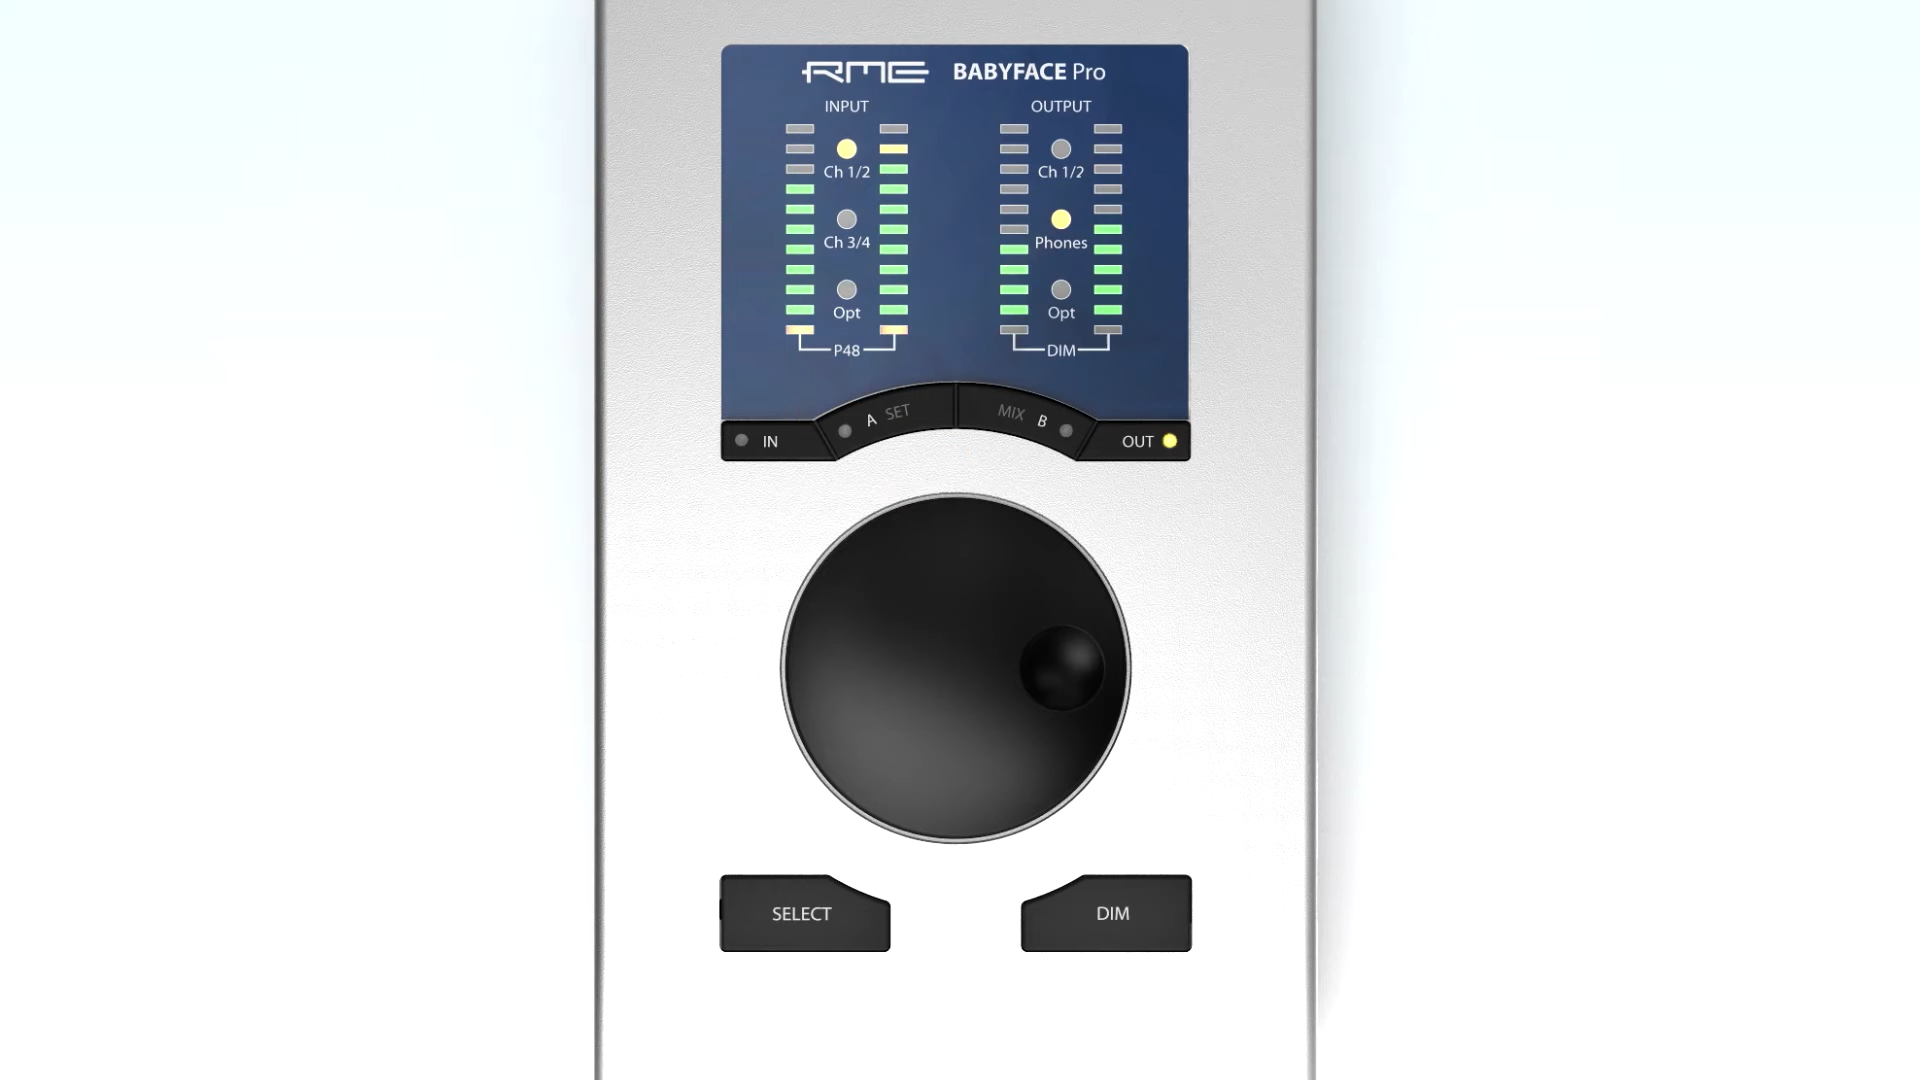 RME BABYFACE Pro
INPUT OUTPUT
Ch 1/2 Ch 1/2
Ch 3/4 Phones
Opt Opt
P48 DIM
IN A SET MIX B OUT
SELECT DIM